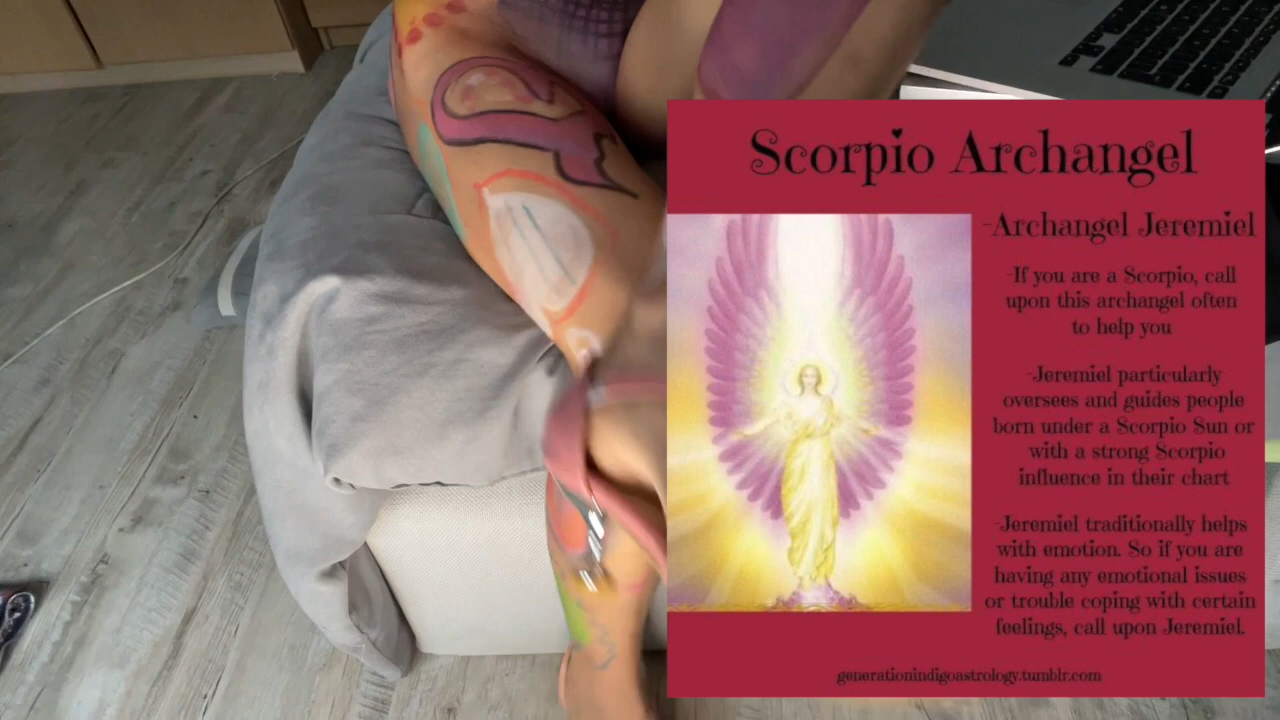 Scorpio Archangel
-Archangel Jeremiel
-If you are a Scorpio, call
upon this archangel often
to help you
-Jeremiel particularly
oversees and guides people
born under a Scorpio Sun or
with a strong Scorpio
influence in their chart
-Jeremiel traditionally helps
with emotion. So if you are
having any emotional issues
or trouble coping with certain
feelings, call upon Jeremiel.
generationindigoastrology.tumblr.com